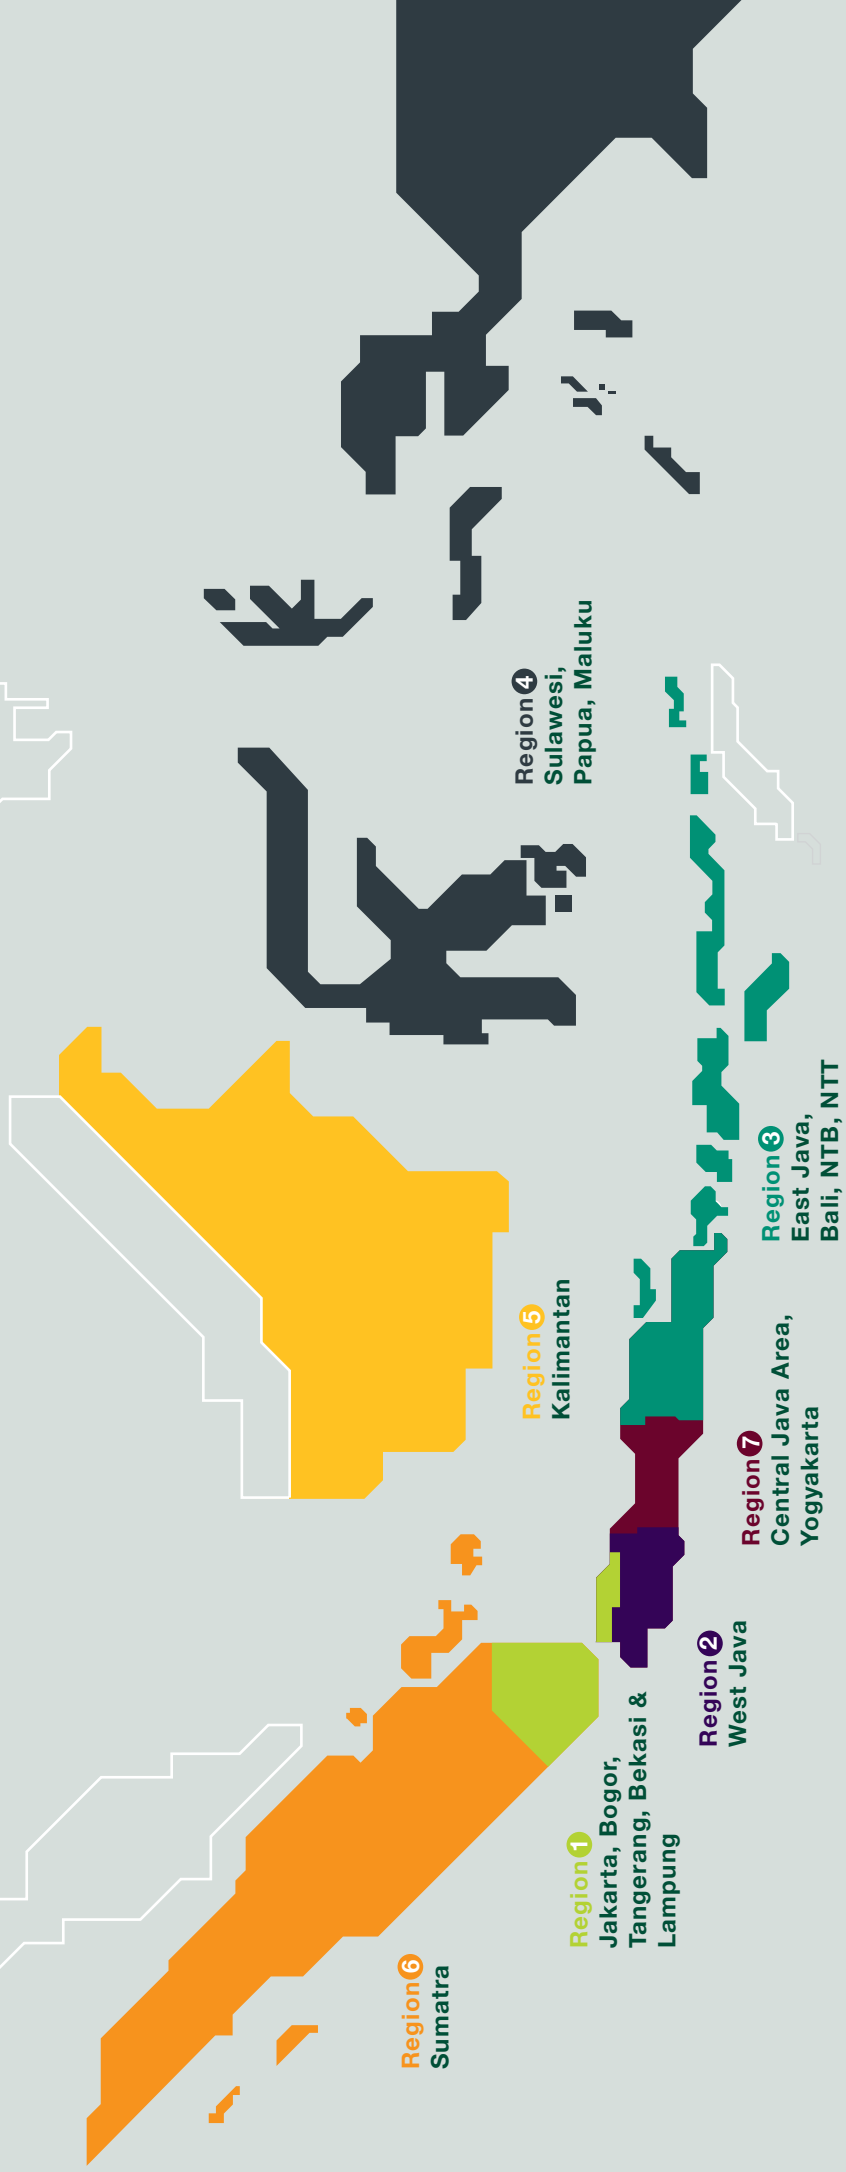 Region 6
Sumatra
Region 1
Jakarta, Bogor,
Tangerang, Bekasi &
Lampung
Region 2
West Java
Region 7
Central Java Area,
Yogyakarta
Region 5
Kalimantan
Region 3
East Java,
Bali, NTB, NTT
Region 4
Sulawesi,
Papua, Maluku